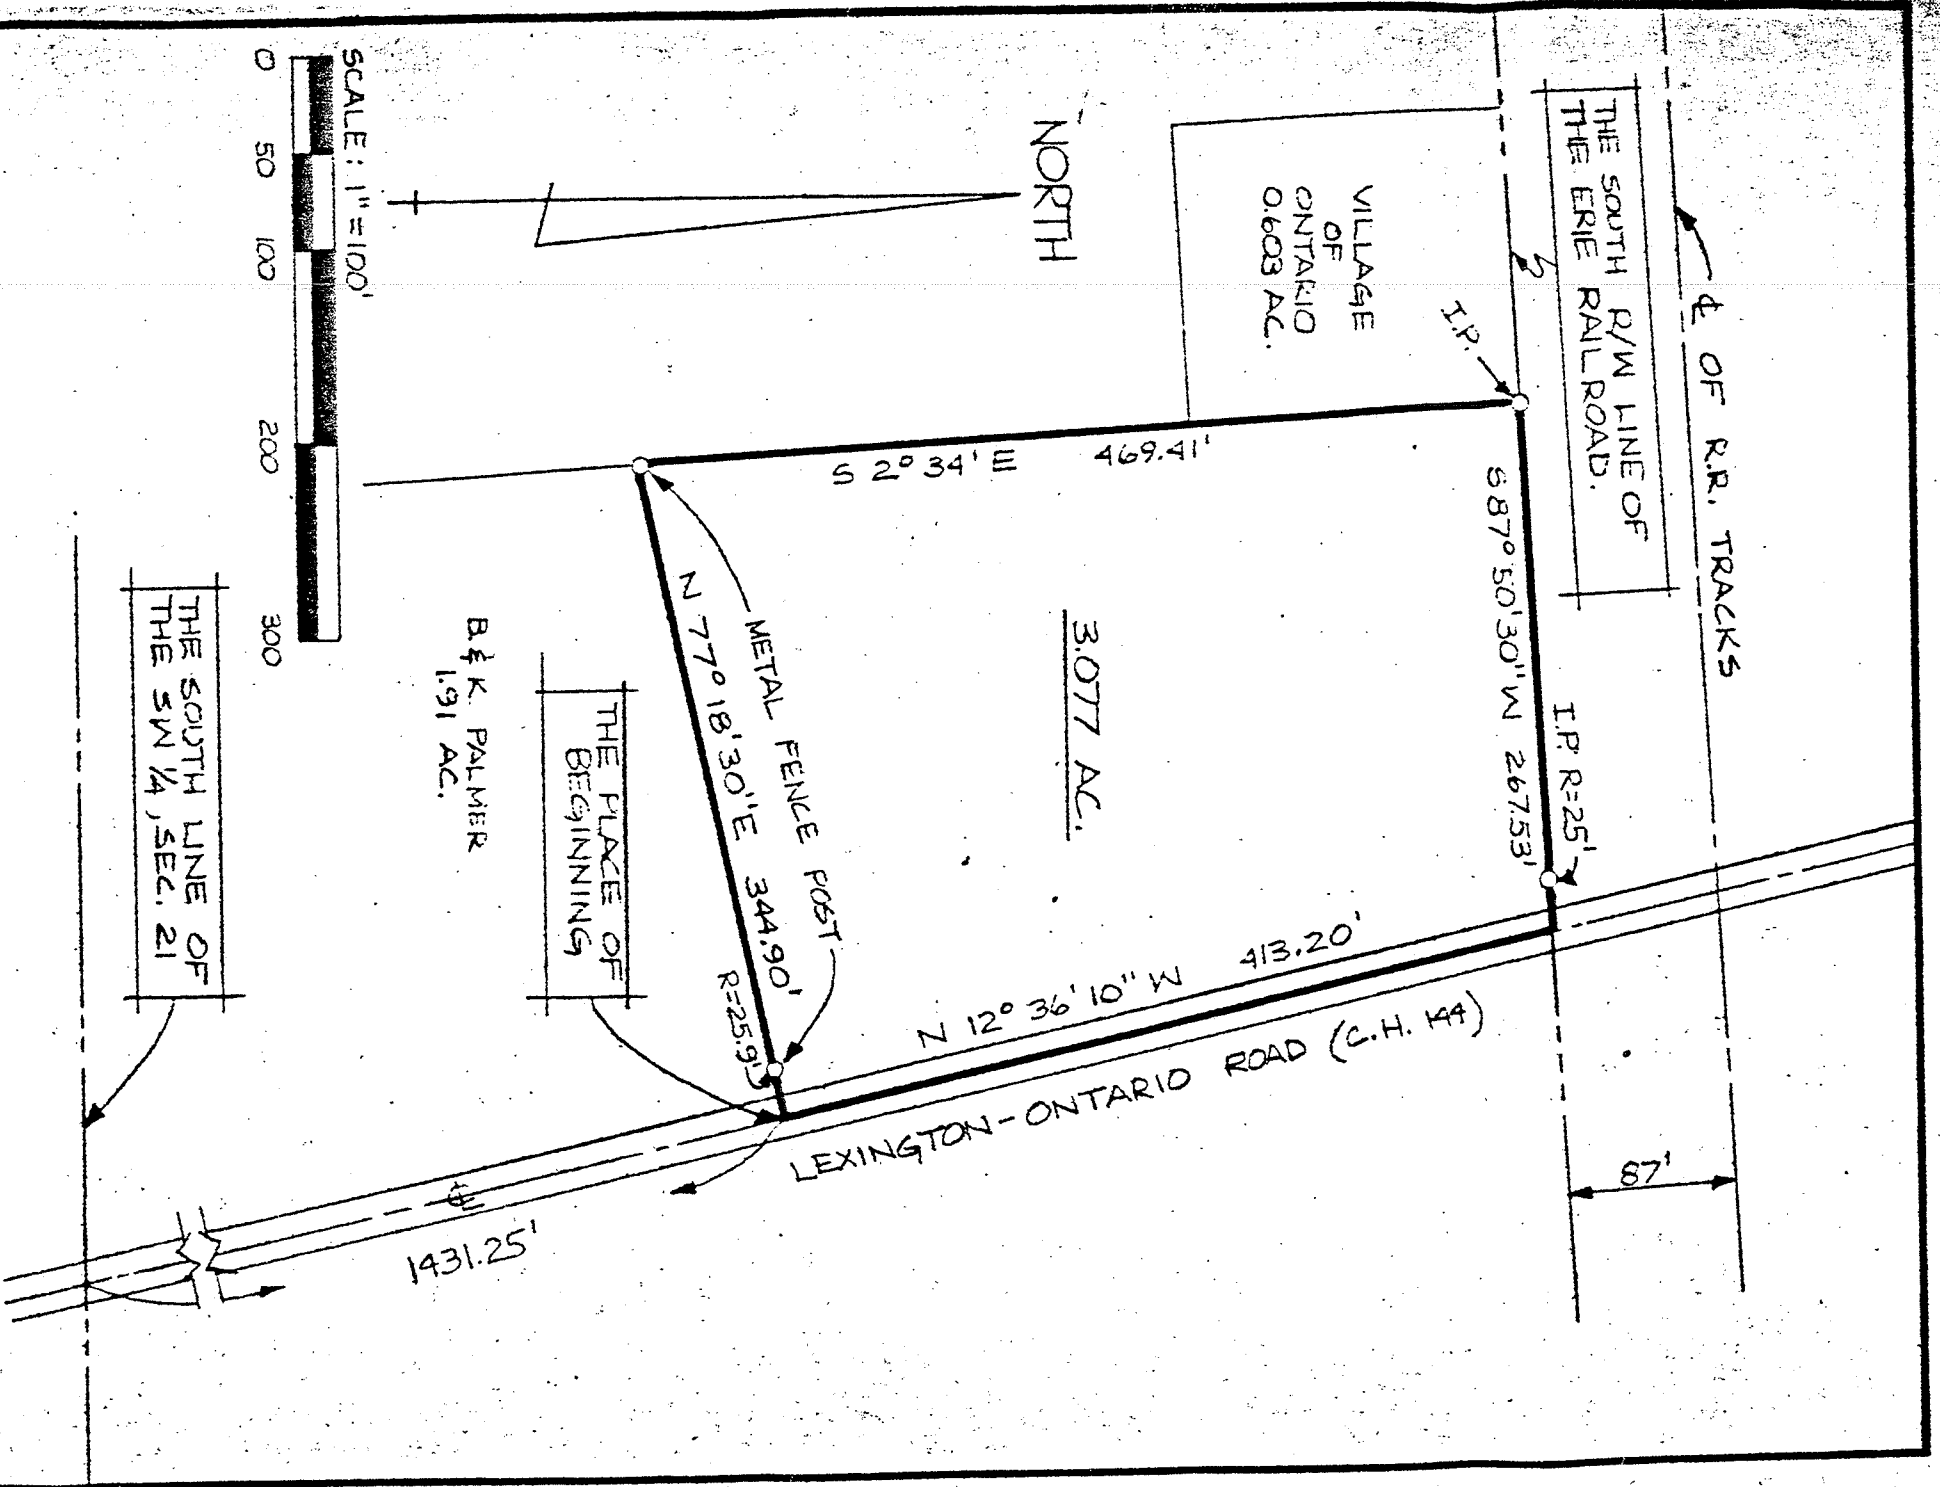 ℄ OF R.R. TRACKS
THE SOUTH R/W LINE OF
THE ERIE RAILROAD.
I.P.
I.P. R=25'
S 87° 50' 30" W 267.53'
87'
VILLAGE
OF
ONTARIO
0.603 AC.
NORTH
S 2° 34' E 469.41'
3.077 AC.
N 12° 36' 10" W 413.20'
LEXINGTON-ONTARIO ROAD (C.H. 144)
METAL FENCE POST
N 77° 18' 30" E 344.90'
R=25.9'
THE PLACE OF
BEGINNING
B. & K. PALMER
1.91 AC.
℄
1431.25'
SCALE: 1"=100'
0 50 100 200 300
THE SOUTH LINE OF
THE SW 1/4, SEC. 21